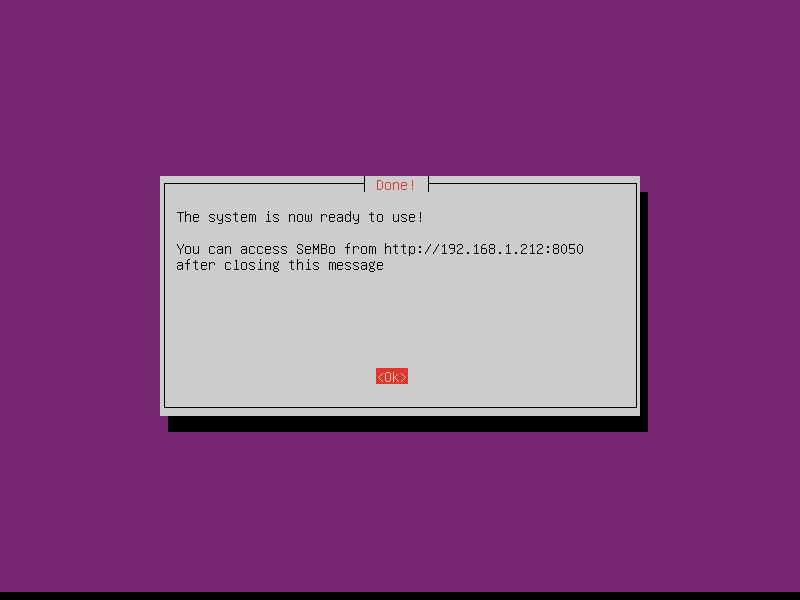 Done!
The system is now ready to use!
You can access SeMBo from http://192.168.1.212:8050
after closing this message
<Ok>